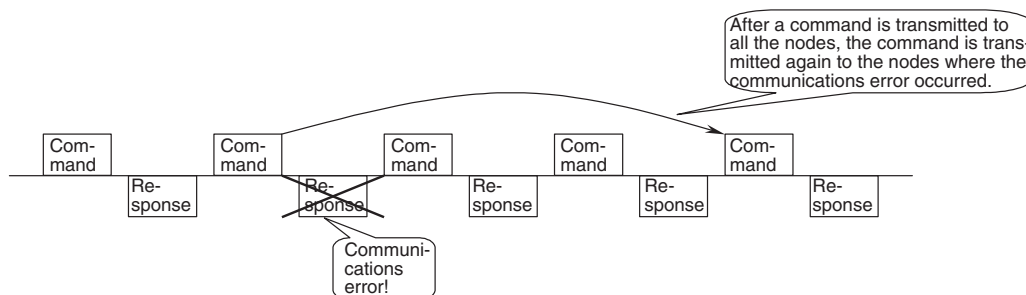 After a command is transmitted to
all the nodes, the command is trans-
mitted again to the nodes where the
communications error occurred.
Com-
mand
Re-
sponse
Com-
mand
Re-
sponse
Com-
mand
Re-
sponse
Com-
mand
Re-
sponse
Com-
mand
Re-
sponse
Communi-
cations
error!